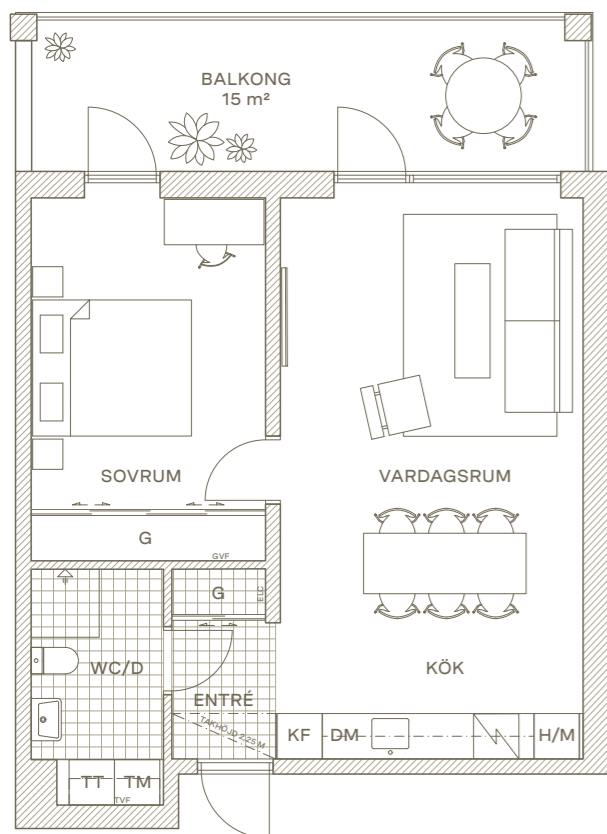 BALKONG
15 m²
SOVRUM
VARDAGSRUM
G
GVF
G
ELC
WC/D
ENTRÉ
KÖK
TAKHÖJD 2,25 M
KF
DM
H/M
TT
TM
TVF